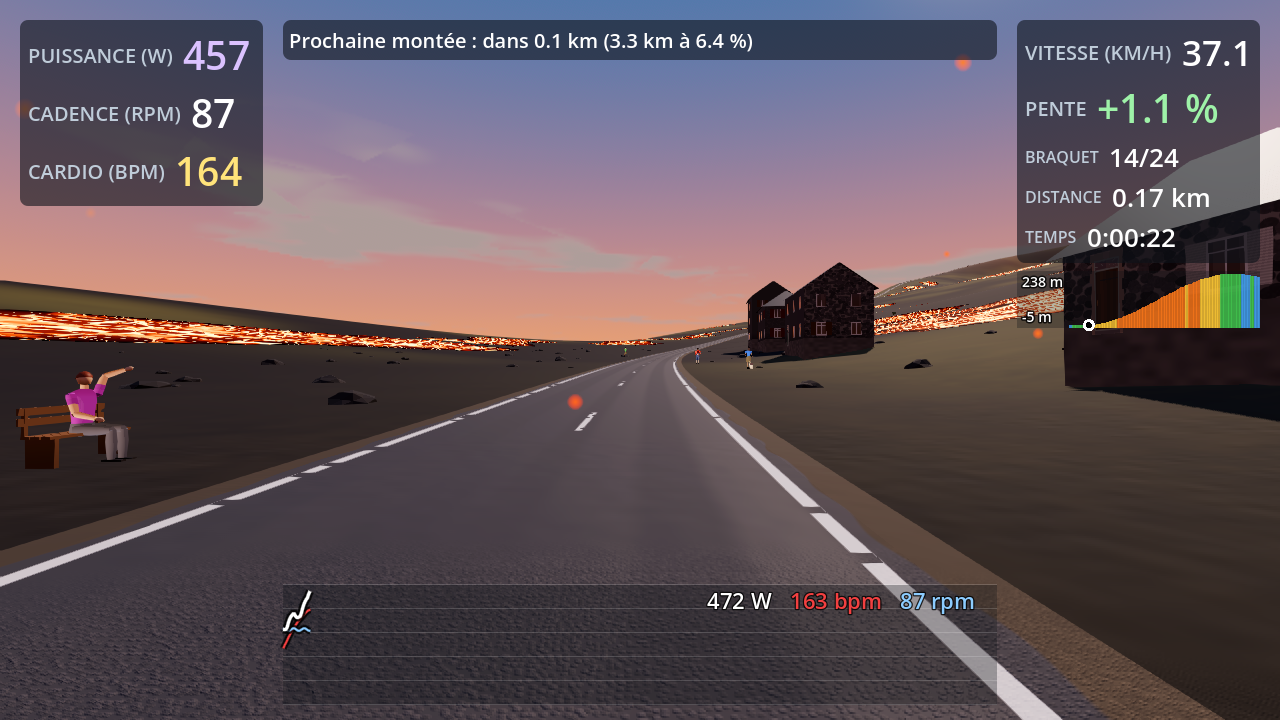 PUISSANCE (W) 457
CADENCE (RPM) 87
CARDIO (BPM) 164
Prochaine montée : dans 0.1 km (3.3 km à 6.4 %)
VITESSE (KM/H) 37.1
PENTE +1.1 %
BRAQUET 14/24
DISTANCE 0.17 km
TEMPS 0:00:22
238 m
-5 m
472 W 163 bpm 87 rpm